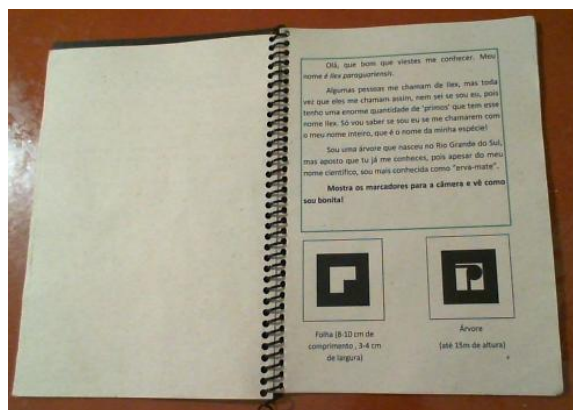 Olá, que bom que viestes me conhecer. Meu
nome é Ilex paraguariensis.
Algumas pessoas me chamam de Ilex, mas toda
vez que eles me chamam assim, nem sei se sou eu, pois
tenho uma enorme quantidade de 'primos' que tem esse
nome Ilex. Só vou saber se sou eu se me chamarem com
o meu nome inteiro, que é o nome da minha espécie!
Sou uma árvore que nasceu no Rio Grande do Sul,
mas aposto que tu já me conheces, pois apesar do meu
nome científico, sou mais conhecida como "erva-mate".
Mostra os marcadores para a câmera e vê como
sou bonita!
Folha (8-10 cm de
comprimento , 3-4 cm
de largura)
Árvore
(até 15m de altura)